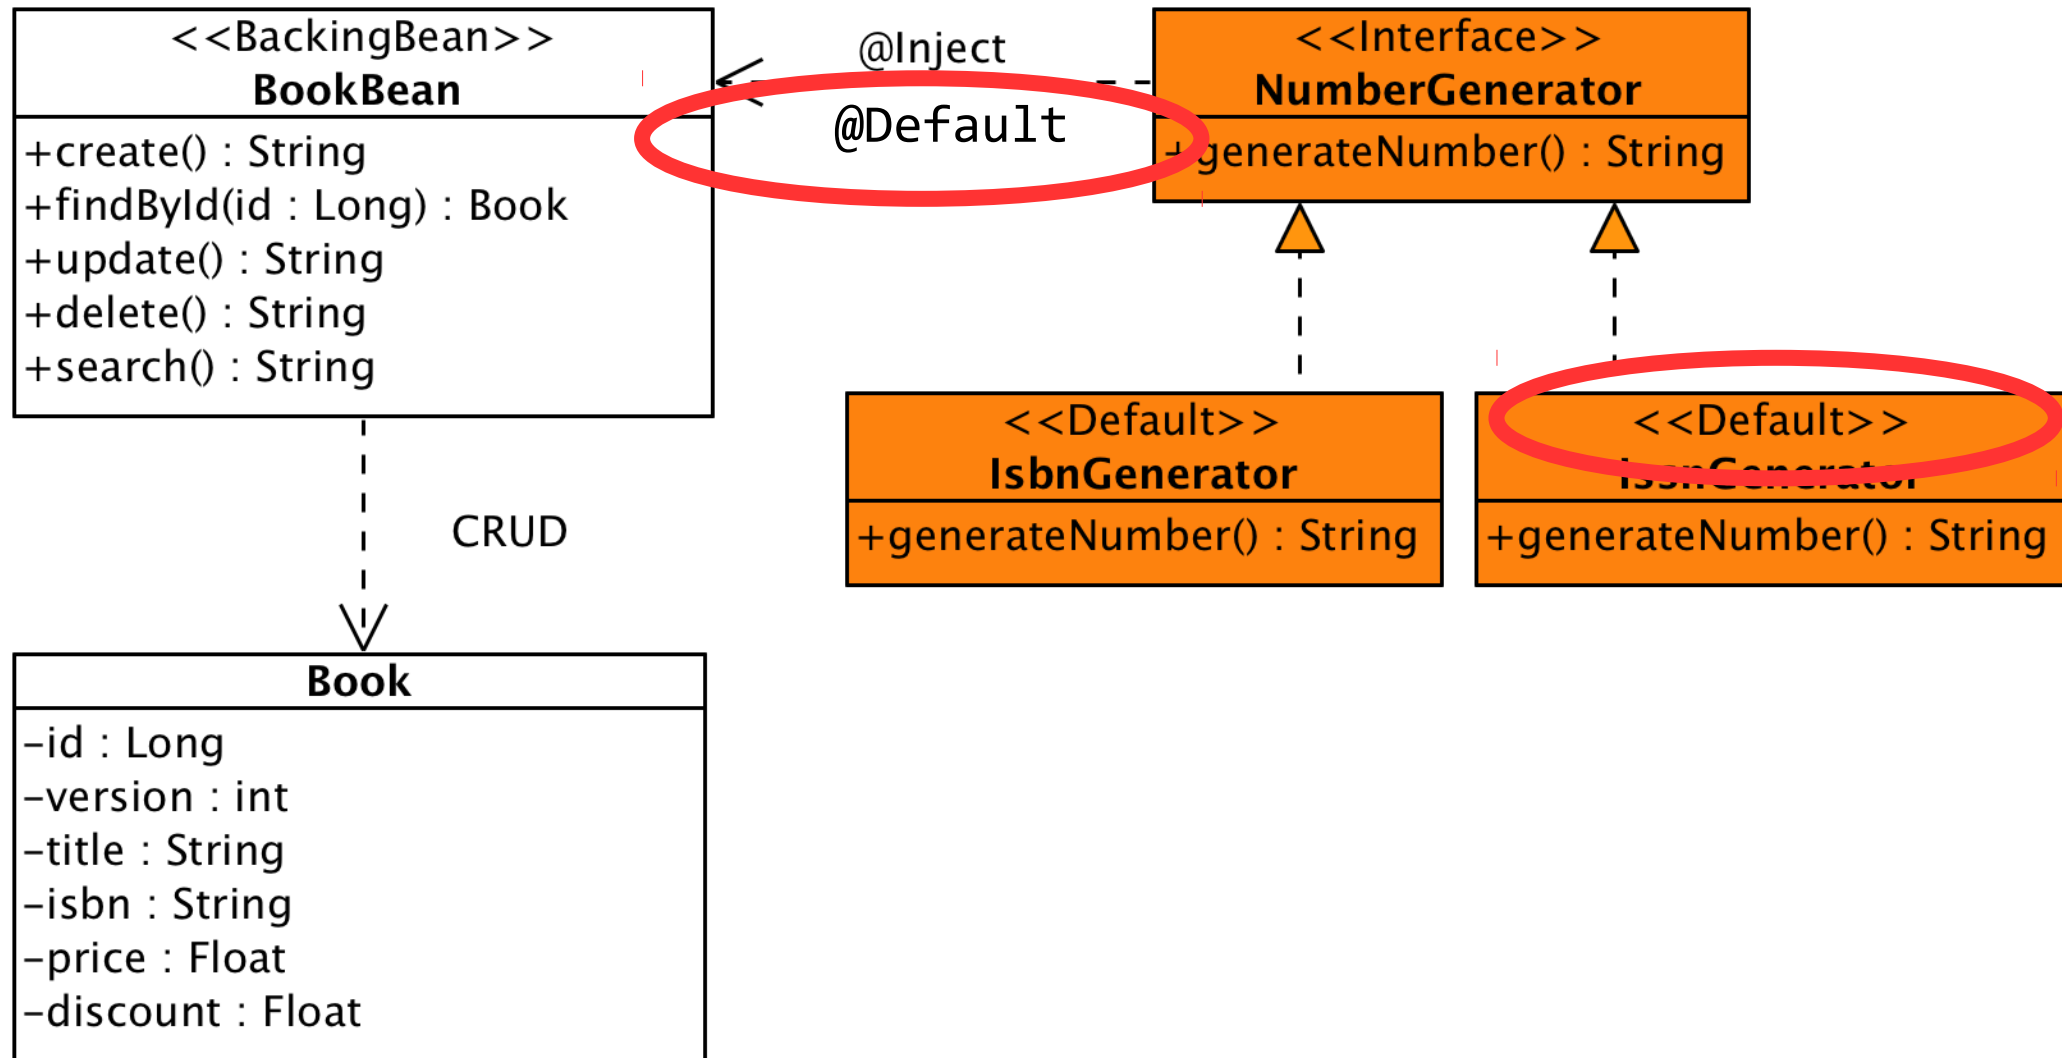 <<BackingBean>>
BookBean
+create() : String
+findById(id : Long) : Book
+update() : String
+delete() : String
+search() : String
@Inject
@Default
<<Interface>>
NumberGenerator
+generateNumber() : String
<<Default>>
IsbnGenerator
+generateNumber() : String
<<Default>>
IssnGenerator
+generateNumber() : String
CRUD
Book
-id : Long
-version : int
-title : String
-isbn : String
-price : Float
-discount : Float